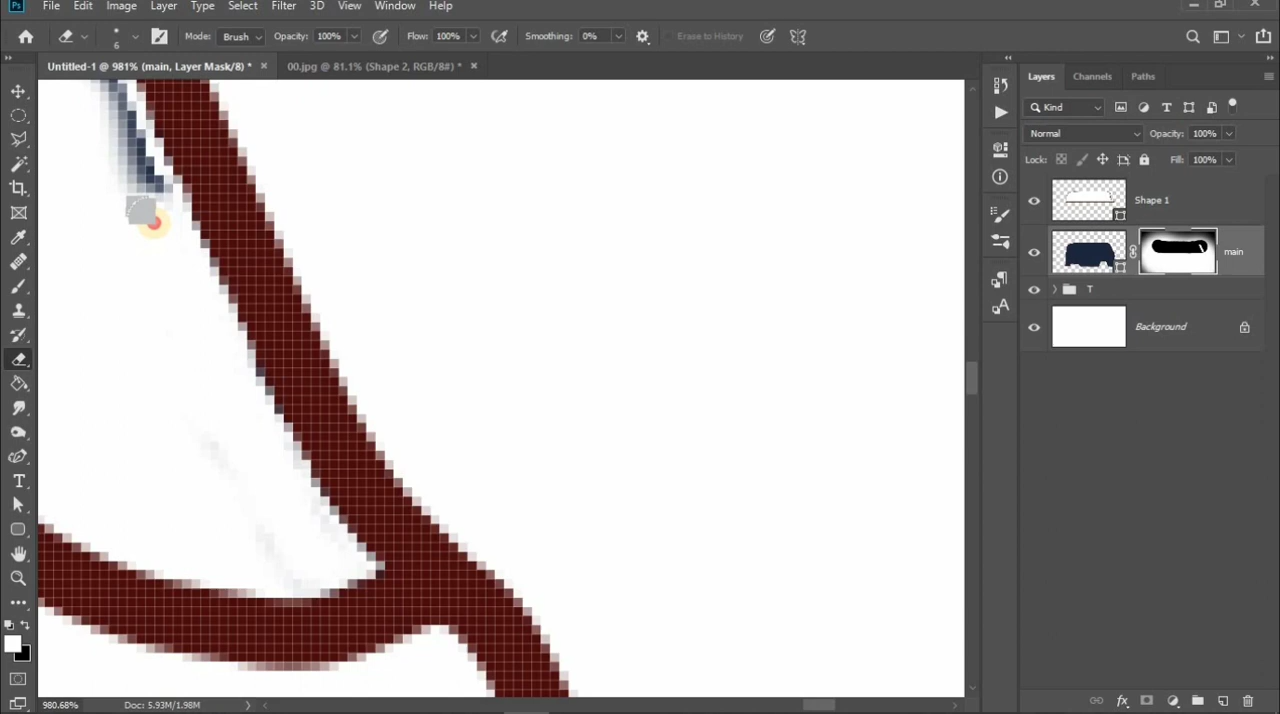 Ps File Edit Image Layer Type Select Filter 3D View Window Help
6 Mode: Brush Opacity: 100% Flow: 100% Smoothing: 0% Erase to History
Untitled-1 @ 981% (main, Layer Mask/8) * × 00.jpg @ 81.1% (Shape 2, RGB/8#) * ×
Layers Channels Paths
Kind
Normal Opacity: 100%
Lock: Fill: 100%
Shape 1
main
T
Background
980.68% Doc: 5.93M/1.98M